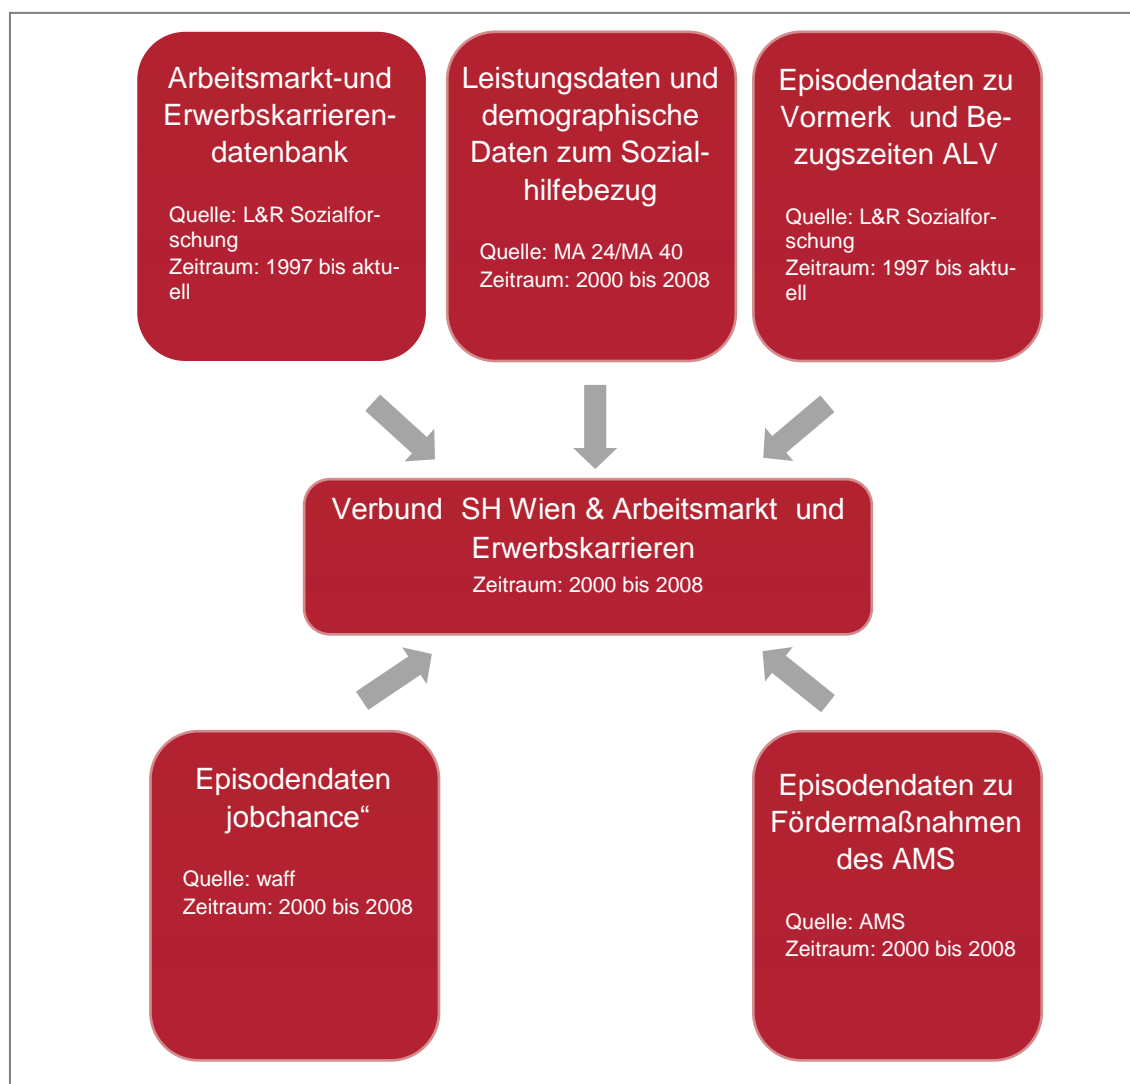 Arbeitsmarkt-und
Erwerbskarrieren-
datenbank
Quelle: L&R Sozialfor-
schung
Zeitraum: 1997 bis aktu-
ell
Leistungsdaten und
demographische
Daten zum Sozial-
hilfebezug
Quelle: MA 24/MA 40
Zeitraum: 2000 bis 2008
Episodendaten zu
Vormerk und Be-
zugszeiten ALV
Quelle: L&R Sozialfor-
schung
Zeitraum: 1997 bis aktu-
ell
Verbund SH Wien & Arbeitsmarkt und
Erwerbskarrieren
Zeitraum: 2000 bis 2008
Episodendaten
jobchance“
Quelle: waff
Zeitraum: 2000 bis 2008
Episodendaten zu
Fördermaßnahmen
des AMS
Quelle: AMS
Zeitraum: 2000 bis 2008